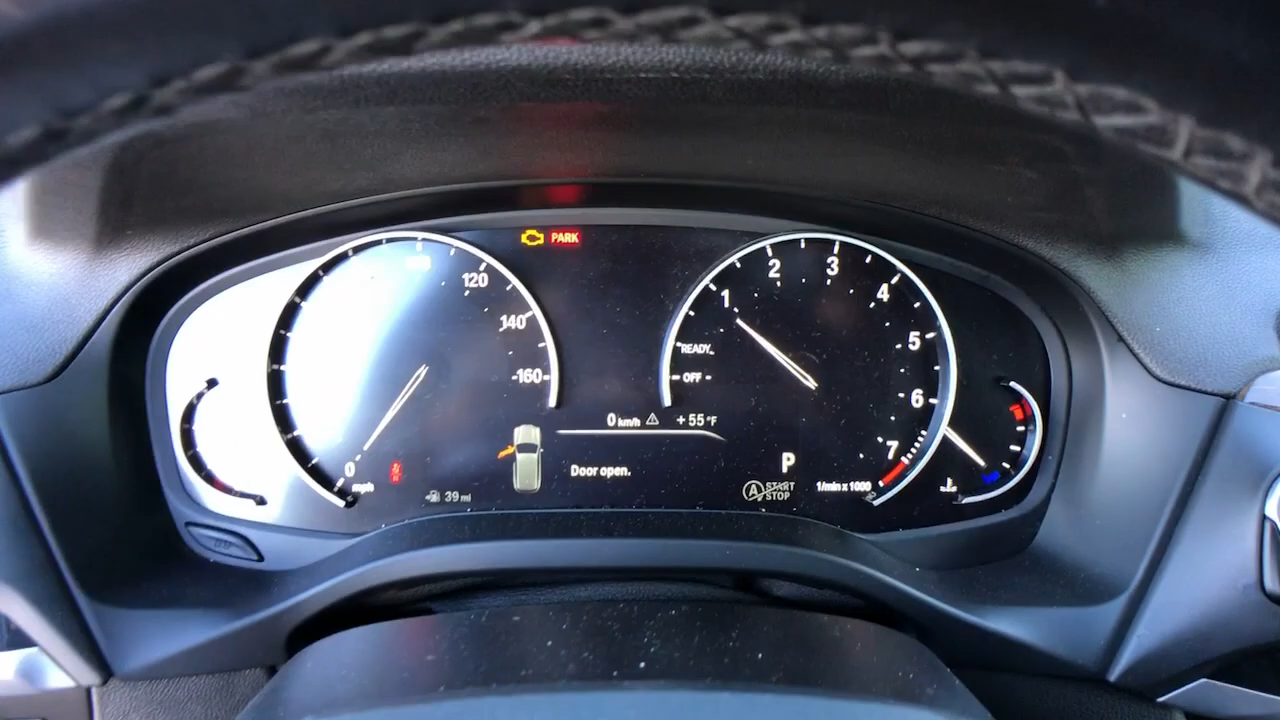 PARK
120
140
-160-
0
mph
39 mi
1
2
3
4
5
6
7
READY
OFF
0 km/h
+55 °F
Door open.
P
A START
STOP
1/min x 1000